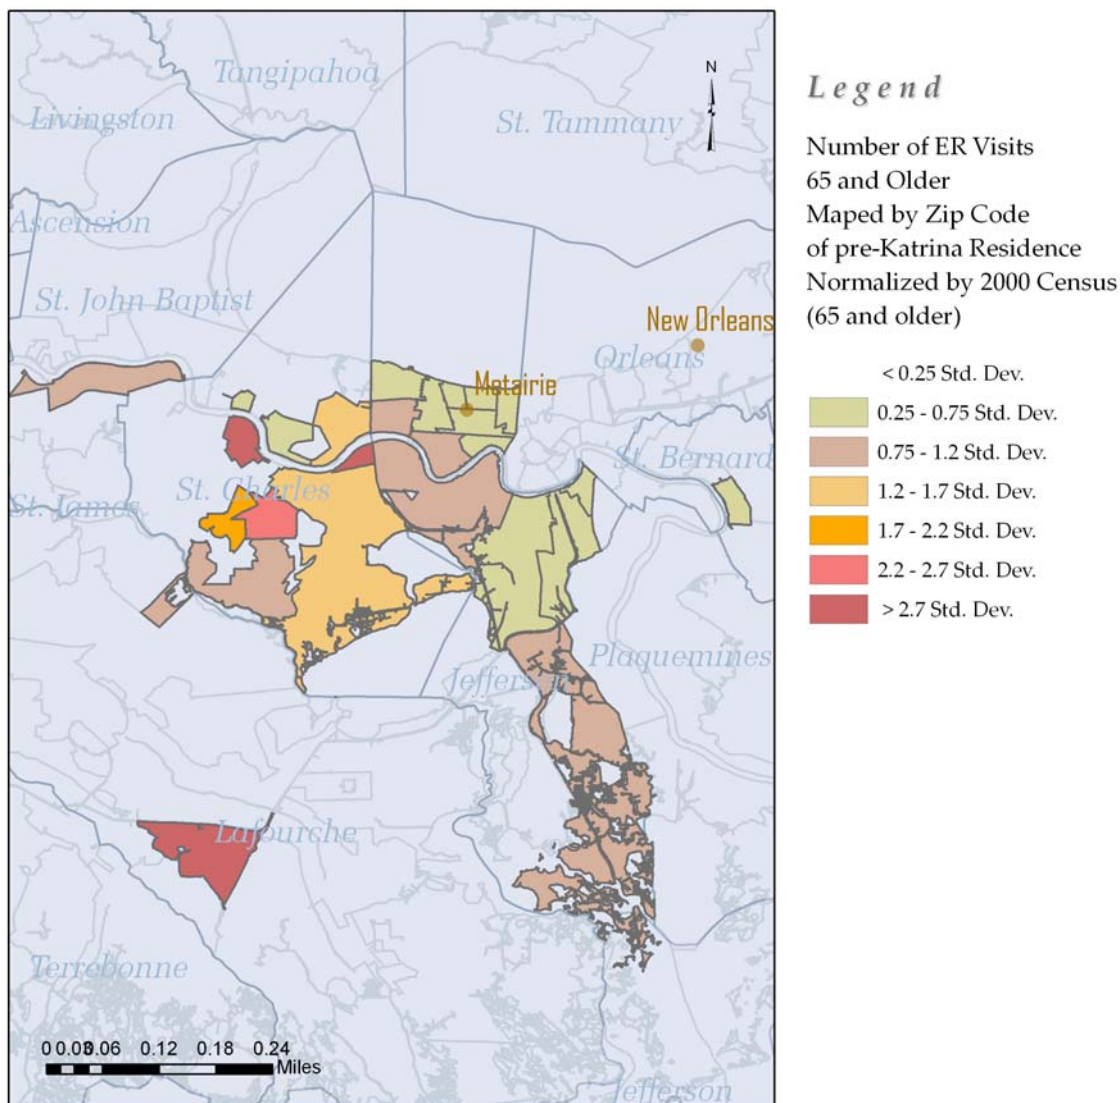 Tangipahoa
Livingston
St. Tammany
N
Ascension
St. John Baptist
New Orleans
Orleans
Metairie
St. Bernard
St. Charles
St. James
Plaquemines
Jefferson
Lafourche
Terrebonne
0 0.03 0.06 0.12 0.18 0.24
Miles
Jefferson
Legend
Number of ER Visits
65 and Older
Maped by Zip Code
of pre-Katrina Residence
Normalized by 2000 Census
(65 and older)
< 0.25 Std. Dev.
0.25 - 0.75 Std. Dev.
0.75 - 1.2 Std. Dev.
1.2 - 1.7 Std. Dev.
1.7 - 2.2 Std. Dev.
2.2 - 2.7 Std. Dev.
> 2.7 Std. Dev.